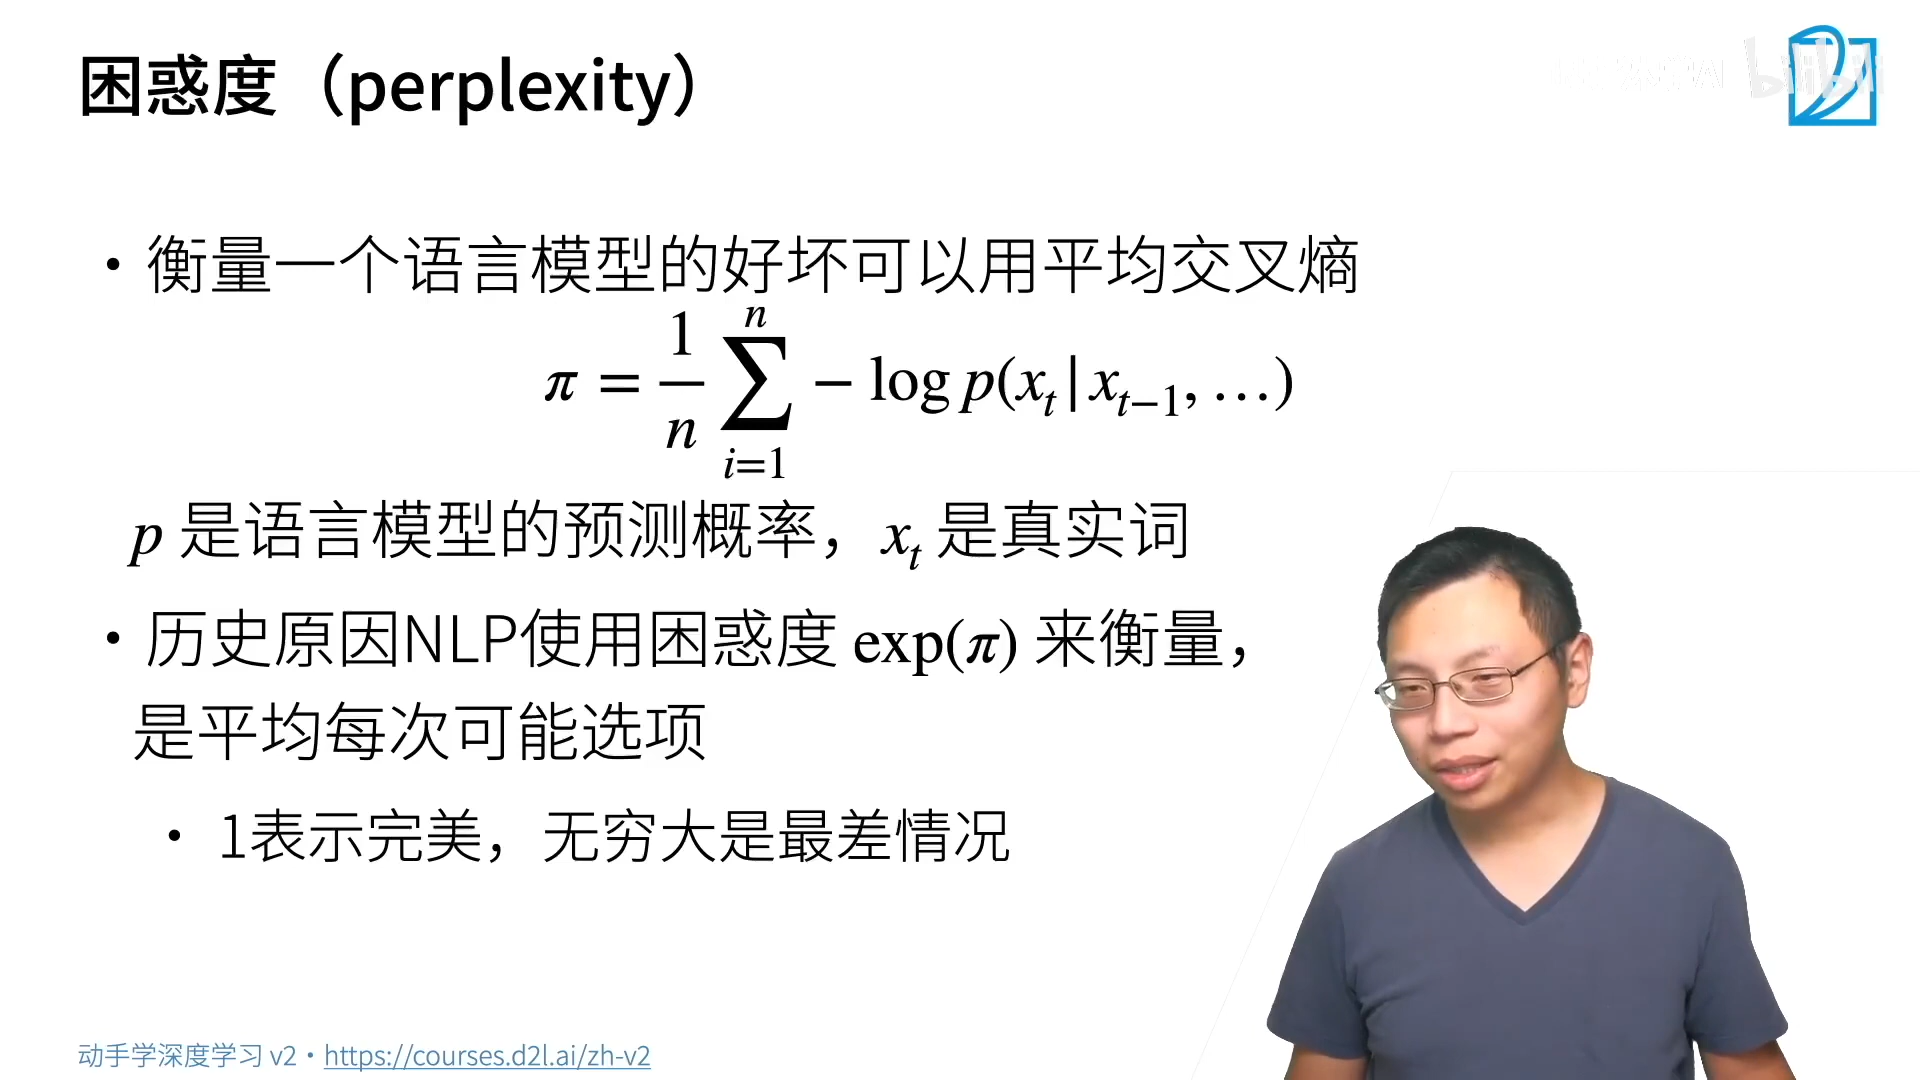 困惑度（perplexity）
• 衡量一个语言模型的好坏可以用平均交叉熵
π = 1/n ∑_{i=1}^{n} − log p(x_t|x_{t−1}, …)
p 是语言模型的预测概率，x_t 是真实词
• 历史原因NLP使用困惑度 exp(π) 来衡量，
是平均每次可能选项
• 1表示完美，无穷大是最差情况
动手学深度学习 v2 • https://courses.d2l.ai/zh-v2